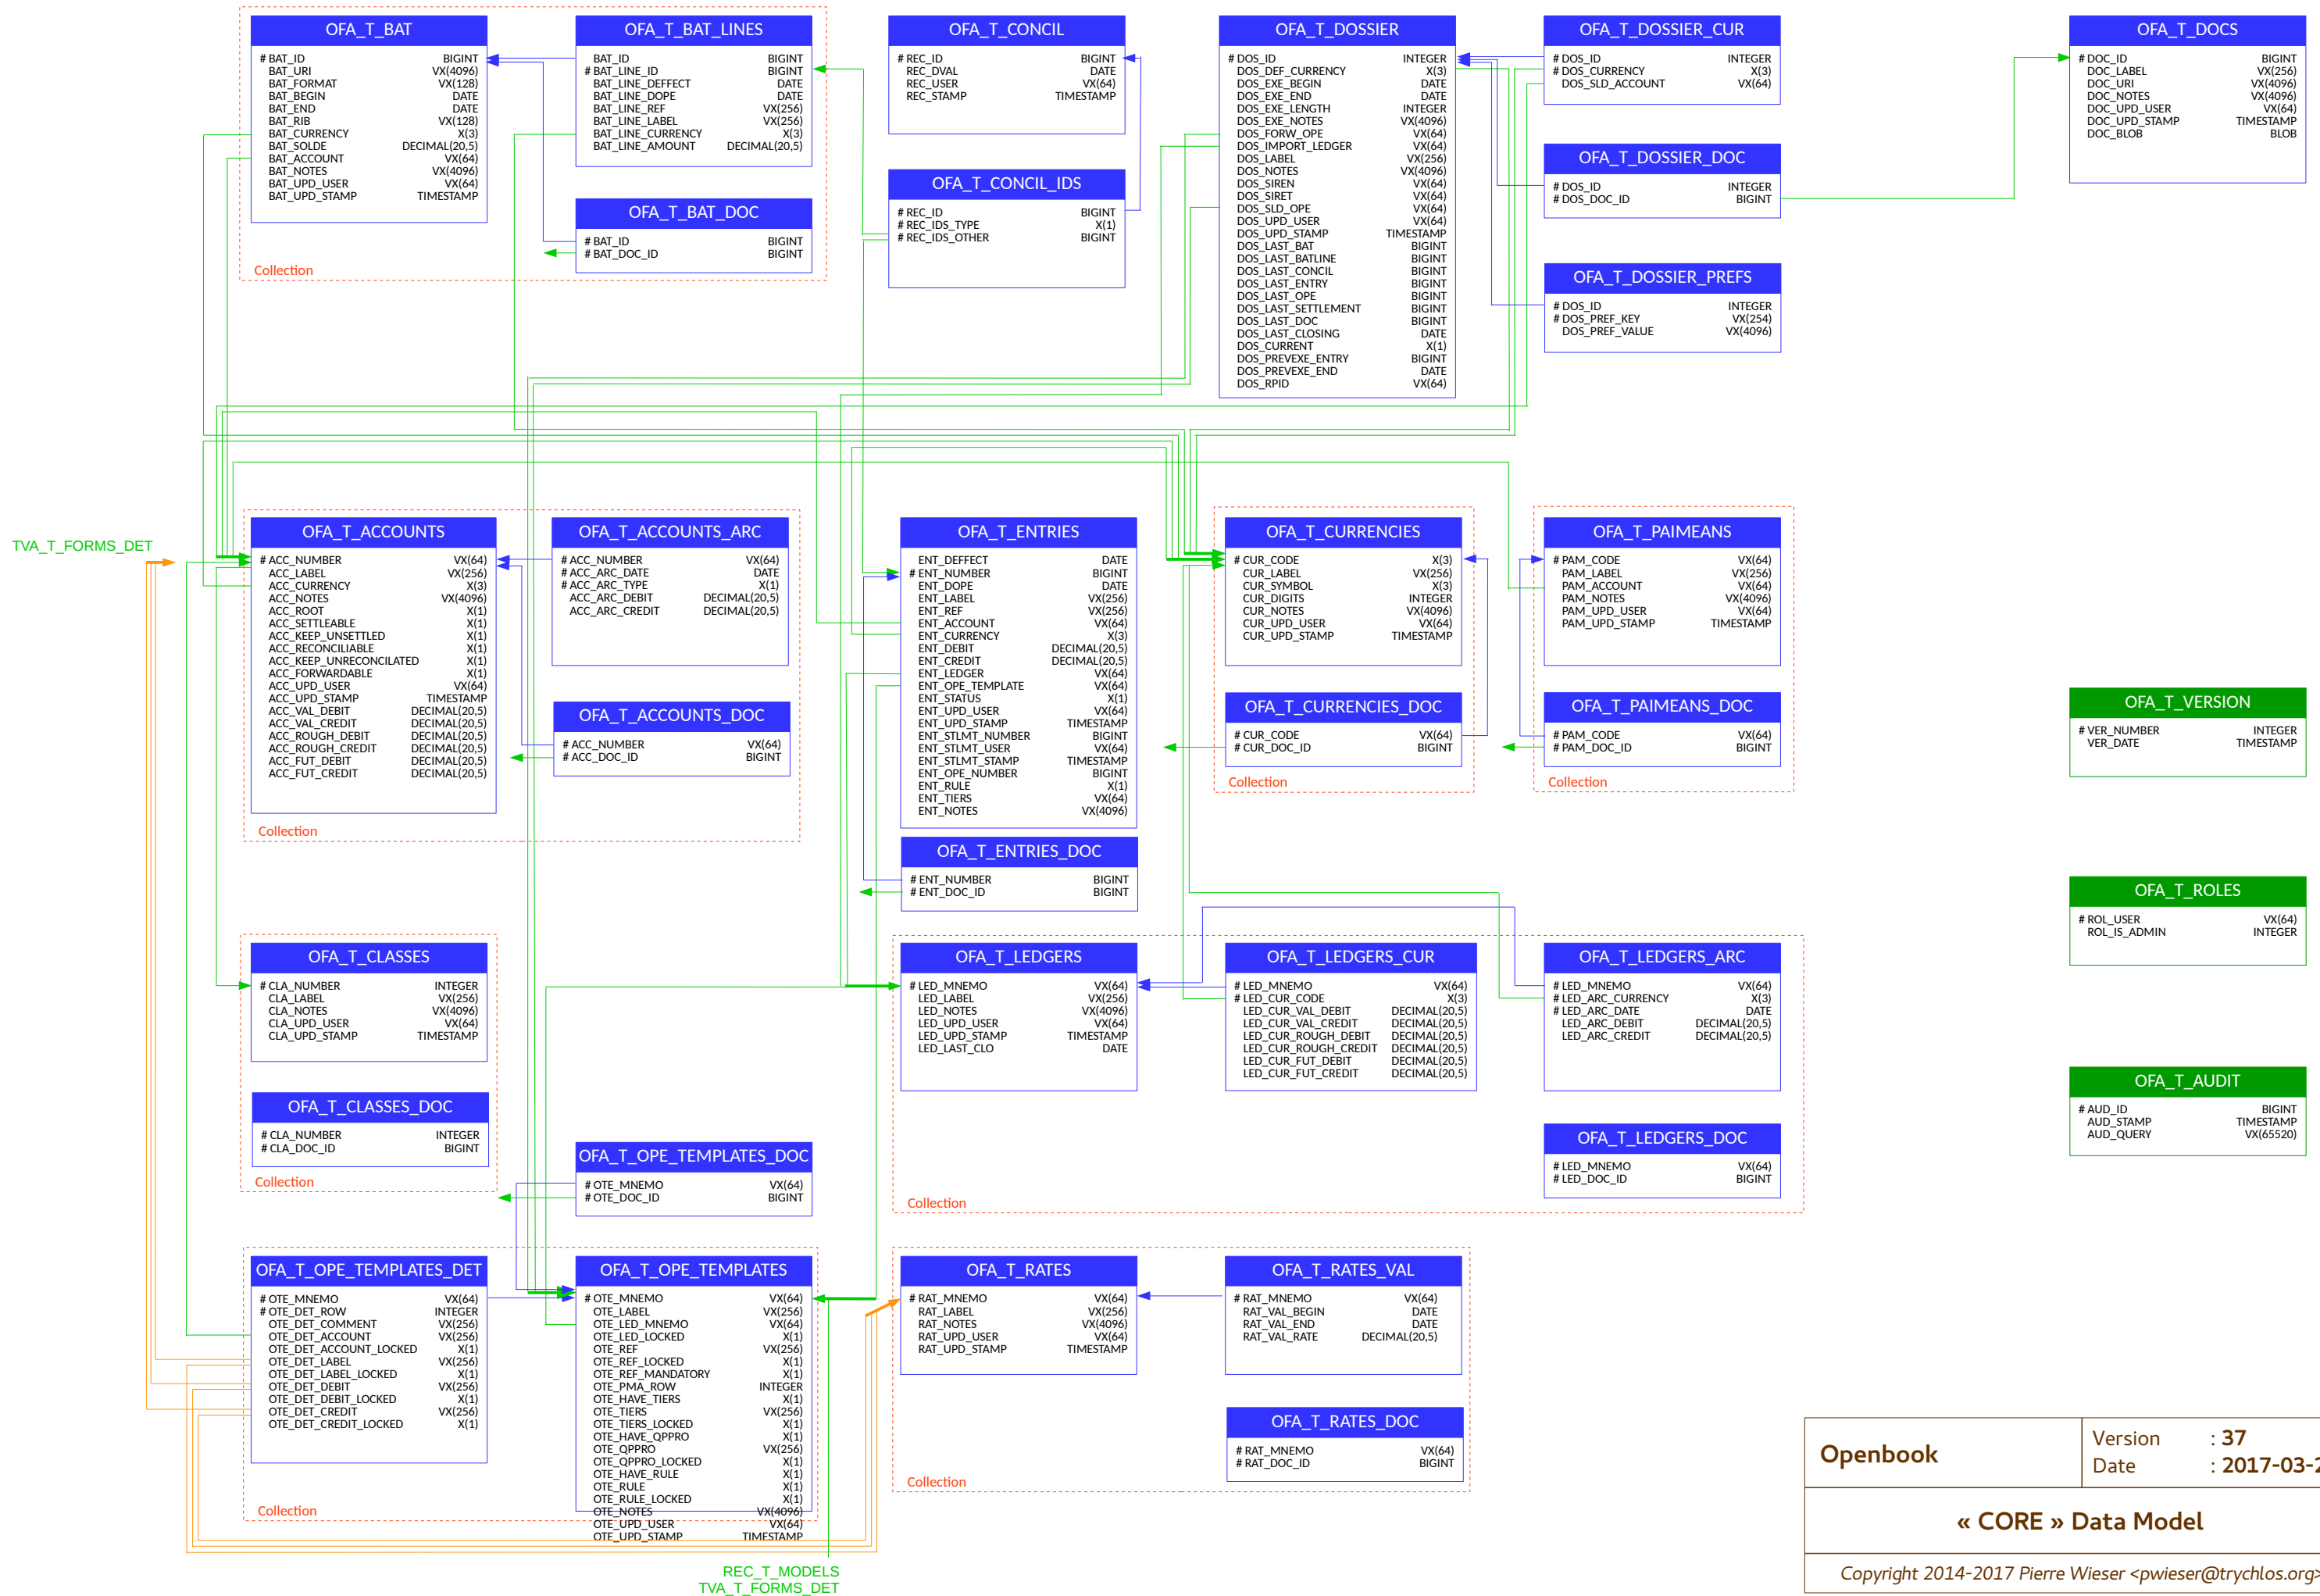 OFA_T_BAT
# BAT_ID BIGINT
BAT_URI VX(4096)
BAT_FORMAT VX(128)
BAT_BEGIN DATE
BAT_END DATE
BAT_RIB VX(128)
BAT_CURRENCY X(3)
BAT_SOLDE DECIMAL(20,5)
BAT_ACCOUNT VX(64)
BAT_NOTES VX(4096)
BAT_UPD_USER VX(64)
BAT_UPD_STAMP TIMESTAMP
OFA_T_BAT_LINES
BAT_ID BIGINT
# BAT_LINE_ID BIGINT
BAT_LINE_DEFFECT DATE
BAT_LINE_DOPE DATE
BAT_LINE_REF VX(256)
BAT_LINE_LABEL VX(256)
BAT_LINE_CURRENCY X(3)
BAT_LINE_AMOUNT DECIMAL(20,5)
OFA_T_BAT_DOC
# BAT_ID BIGINT
# BAT_DOC_ID BIGINT
Collection
OFA_T_CONCIL
# REC_ID BIGINT
REC_DVAL DATE
REC_USER VX(64)
REC_STAMP TIMESTAMP
OFA_T_CONCIL_IDS
# REC_ID BIGINT
# REC_IDS_TYPE X(1)
# REC_IDS_OTHER BIGINT
OFA_T_DOSSIER
# DOS_ID INTEGER
DOS_DEF_CURRENCY X(3)
DOS_EXE_BEGIN DATE
DOS_EXE_END DATE
DOS_EXE_LENGTH INTEGER
DOS_EXE_NOTES VX(4096)
DOS_FORW_OPE VX(64)
DOS_IMPORT_LEDGER VX(64)
DOS_LABEL VX(256)
DOS_NOTES VX(4096)
DOS_SIREN VX(64)
DOS_SIRET VX(64)
DOS_SLD_OPE VX(64)
DOS_UPD_USER VX(64)
DOS_UPD_STAMP TIMESTAMP
DOS_LAST_BAT BIGINT
DOS_LAST_BATLINE BIGINT
DOS_LAST_CONCIL BIGINT
DOS_LAST_ENTRY BIGINT
DOS_LAST_OPE BIGINT
DOS_LAST_SETTLEMENT BIGINT
DOS_LAST_DOC BIGINT
DOS_LAST_CLOSING DATE
DOS_CURRENT X(1)
DOS_PREVEXE_ENTRY BIGINT
DOS_PREVEXE_END DATE
DOS_RPID VX(64)
OFA_T_DOSSIER_CUR
# DOS_ID INTEGER
# DOS_CURRENCY X(3)
DOS_SLD_ACCOUNT VX(64)
OFA_T_DOSSIER_DOC
# DOS_ID INTEGER
# DOS_DOC_ID BIGINT
OFA_T_DOSSIER_PREFS
# DOS_ID INTEGER
# DOS_PREF_KEY VX(254)
DOS_PREF_VALUE VX(4096)
OFA_T_DOCS
# DOC_ID BIGINT
DOC_LABEL VX(256)
DOC_URI VX(4096)
DOC_NOTES VX(4096)
DOC_UPD_USER VX(64)
DOC_UPD_STAMP TIMESTAMP
DOC_BLOB BLOB
TVA_T_FORMS_DET
OFA_T_ACCOUNTS
# ACC_NUMBER VX(64)
ACC_LABEL VX(256)
ACC_CURRENCY X(3)
ACC_NOTES VX(4096)
ACC_ROOT X(1)
ACC_SETTLEABLE X(1)
ACC_KEEP_UNSETTLED X(1)
ACC_RECONCILIABLE X(1)
ACC_KEEP_UNRECONCILATED X(1)
ACC_FORWARDABLE X(1)
ACC_UPD_USER VX(64)
ACC_UPD_STAMP TIMESTAMP
ACC_VAL_DEBIT DECIMAL(20,5)
ACC_VAL_CREDIT DECIMAL(20,5)
ACC_ROUGH_DEBIT DECIMAL(20,5)
ACC_ROUGH_CREDIT DECIMAL(20,5)
ACC_FUT_DEBIT DECIMAL(20,5)
ACC_FUT_CREDIT DECIMAL(20,5)
OFA_T_ACCOUNTS_ARC
# ACC_NUMBER VX(64)
# ACC_ARC_DATE DATE
# ACC_ARC_TYPE X(1)
ACC_ARC_DEBIT DECIMAL(20,5)
ACC_ARC_CREDIT DECIMAL(20,5)
OFA_T_ACCOUNTS_DOC
# ACC_NUMBER VX(64)
# ACC_DOC_ID BIGINT
Collection
OFA_T_ENTRIES
ENT_DEFFECT DATE
# ENT_NUMBER BIGINT
ENT_DOPE DATE
ENT_LABEL VX(256)
ENT_REF VX(256)
ENT_ACCOUNT VX(64)
ENT_CURRENCY X(3)
ENT_DEBIT DECIMAL(20,5)
ENT_CREDIT DECIMAL(20,5)
ENT_LEDGER VX(64)
ENT_OPE_TEMPLATE VX(64)
ENT_STATUS X(1)
ENT_UPD_USER VX(64)
ENT_UPD_STAMP TIMESTAMP
ENT_STLMT_NUMBER BIGINT
ENT_STLMT_USER VX(64)
ENT_STLMT_STAMP TIMESTAMP
ENT_OPE_NUMBER BIGINT
ENT_RULE X(1)
ENT_TIERS VX(64)
ENT_NOTES VX(4096)
OFA_T_ENTRIES_DOC
# ENT_NUMBER BIGINT
# ENT_DOC_ID BIGINT
OFA_T_CURRENCIES
# CUR_CODE X(3)
CUR_LABEL VX(256)
CUR_SYMBOL X(3)
CUR_DIGITS INTEGER
CUR_NOTES VX(4096)
CUR_UPD_USER VX(64)
CUR_UPD_STAMP TIMESTAMP
OFA_T_CURRENCIES_DOC
# CUR_CODE VX(64)
# CUR_DOC_ID BIGINT
Collection
OFA_T_PAIMEANS
# PAM_CODE VX(64)
PAM_LABEL VX(256)
PAM_ACCOUNT VX(64)
PAM_NOTES VX(4096)
PAM_UPD_USER VX(64)
PAM_UPD_STAMP TIMESTAMP
OFA_T_PAIMEANS_DOC
# PAM_CODE VX(64)
# PAM_DOC_ID BIGINT
Collection
OFA_T_VERSION
# VER_NUMBER INTEGER
VER_DATE TIMESTAMP
OFA_T_ROLES
# ROL_USER VX(64)
ROL_IS_ADMIN INTEGER
OFA_T_AUDIT
# AUD_ID BIGINT
AUD_STAMP TIMESTAMP
AUD_QUERY VX(65520)
OFA_T_CLASSES
# CLA_NUMBER INTEGER
CLA_LABEL VX(256)
CLA_NOTES VX(4096)
CLA_UPD_USER VX(64)
CLA_UPD_STAMP TIMESTAMP
OFA_T_CLASSES_DOC
# CLA_NUMBER INTEGER
# CLA_DOC_ID BIGINT
Collection
OFA_T_LEDGERS
# LED_MNEMO VX(64)
LED_LABEL VX(256)
LED_NOTES VX(4096)
LED_UPD_USER VX(64)
LED_UPD_STAMP TIMESTAMP
LED_LAST_CLO DATE
OFA_T_LEDGERS_CUR
# LED_MNEMO VX(64)
# LED_CUR_CODE X(3)
LED_CUR_VAL_DEBIT DECIMAL(20,5)
LED_CUR_VAL_CREDIT DECIMAL(20,5)
LED_CUR_ROUGH_DEBIT DECIMAL(20,5)
LED_CUR_ROUGH_CREDIT DECIMAL(20,5)
LED_CUR_FUT_DEBIT DECIMAL(20,5)
LED_CUR_FUT_CREDIT DECIMAL(20,5)
OFA_T_LEDGERS_ARC
# LED_MNEMO VX(64)
# LED_ARC_CURRENCY X(3)
# LED_ARC_DATE DATE
LED_ARC_DEBIT DECIMAL(20,5)
LED_ARC_CREDIT DECIMAL(20,5)
OFA_T_LEDGERS_DOC
# LED_MNEMO VX(64)
# LED_DOC_ID BIGINT
Collection
OFA_T_OPE_TEMPLATES_DOC
# OTE_MNEMO VX(64)
# OTE_DOC_ID BIGINT
OFA_T_OPE_TEMPLATES_DET
# OTE_MNEMO VX(64)
# OTE_DET_ROW INTEGER
OTE_DET_COMMENT VX(256)
OTE_DET_ACCOUNT VX(256)
OTE_DET_ACCOUNT_LOCKED X(1)
OTE_DET_LABEL VX(256)
OTE_DET_LABEL_LOCKED X(1)
OTE_DET_DEBIT VX(256)
OTE_DET_DEBIT_LOCKED X(1)
OTE_DET_CREDIT VX(256)
OTE_DET_CREDIT_LOCKED X(1)
Collection
OFA_T_OPE_TEMPLATES
# OTE_MNEMO VX(64)
OTE_LABEL VX(256)
OTE_LED_MNEMO VX(64)
OTE_LED_LOCKED X(1)
OTE_REF VX(256)
OTE_REF_LOCKED X(1)
OTE_REF_MANDATORY X(1)
OTE_PMA_ROW INTEGER
OTE_HAVE_TIERS X(1)
OTE_TIERS VX(256)
OTE_TIERS_LOCKED X(1)
OTE_HAVE_QPPRO X(1)
OTE_QPPRO VX(256)
OTE_QPPRO_LOCKED X(1)
OTE_HAVE_RULE X(1)
OTE_RULE X(1)
OTE_RULE_LOCKED X(1)
OTE_NOTES VX(4096)
OTE_UPD_USER VX(64)
OTE_UPD_STAMP TIMESTAMP
REC_T_MODELS
TVA_T_FORMS_DET
OFA_T_RATES
# RAT_MNEMO VX(64)
RAT_LABEL VX(256)
RAT_NOTES VX(4096)
RAT_UPD_USER VX(64)
RAT_UPD_STAMP TIMESTAMP
OFA_T_RATES_VAL
# RAT_MNEMO VX(64)
RAT_VAL_BEGIN DATE
RAT_VAL_END DATE
RAT_VAL_RATE DECIMAL(20,5)
OFA_T_RATES_DOC
# RAT_MNEMO VX(64)
# RAT_DOC_ID BIGINT
Collection
Openbook
Version : 37
Date : 2017-03-2
« CORE » Data Model
Copyright 2014-2017 Pierre Wieser <pwieser@trychlos.org>